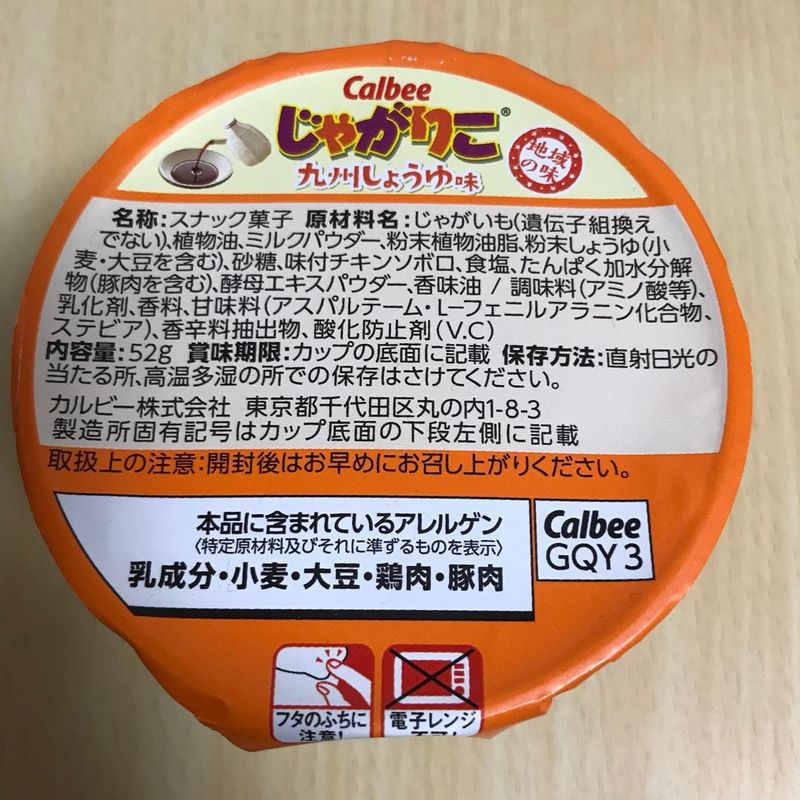 Calbee
じゃがりこ®
九州しょうゆ味
地域
の味
名称:スナック菓子 原材料名:じゃがいも(遺伝子組換え
でない)、植物油、ミルクパウダー、粉末植物油脂、粉末しょうゆ(小
麦・大豆を含む)、砂糖、味付チキンソボロ、食塩、たんぱく加水分解
物(豚肉を含む)、酵母エキスパウダー、香味油 / 調味料(アミノ酸等)、
乳化剤、香料、甘味料(アスパルテーム・L-フェニルアラニン化合物、
ステビア)、香辛料抽出物、酸化防止剤(V.C)
内容量:52g 賞味期限:カップの底面に記載 保存方法:直射日光の
当たる所、高温多湿の所での保存はさけてください。
カルビー株式会社 東京都千代田区丸の内1-8-3
製造所固有記号はカップ底面の下段左側に記載
取扱上の注意:開封後はお早めにお召し上がりください。
本品に含まれているアレルゲン
〈特定原材料及びそれに準ずるものを表示〉
乳成分・小麦・大豆・鶏肉・豚肉
Calbee
GQY 3
フタのふちに
注意!
電子レンジ